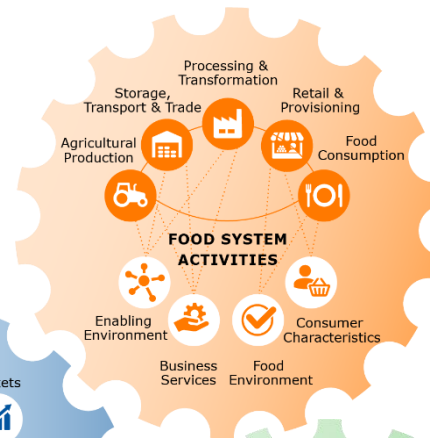 Processing &
Transformation
Storage,
Transport & Trade
Retail &
Provisioning
Agricultural
Production
Food
Consumption
FOOD SYSTEM
ACTIVITIES
Enabling
Environment
Consumer
Characteristics
Business
Services
Food
Environment